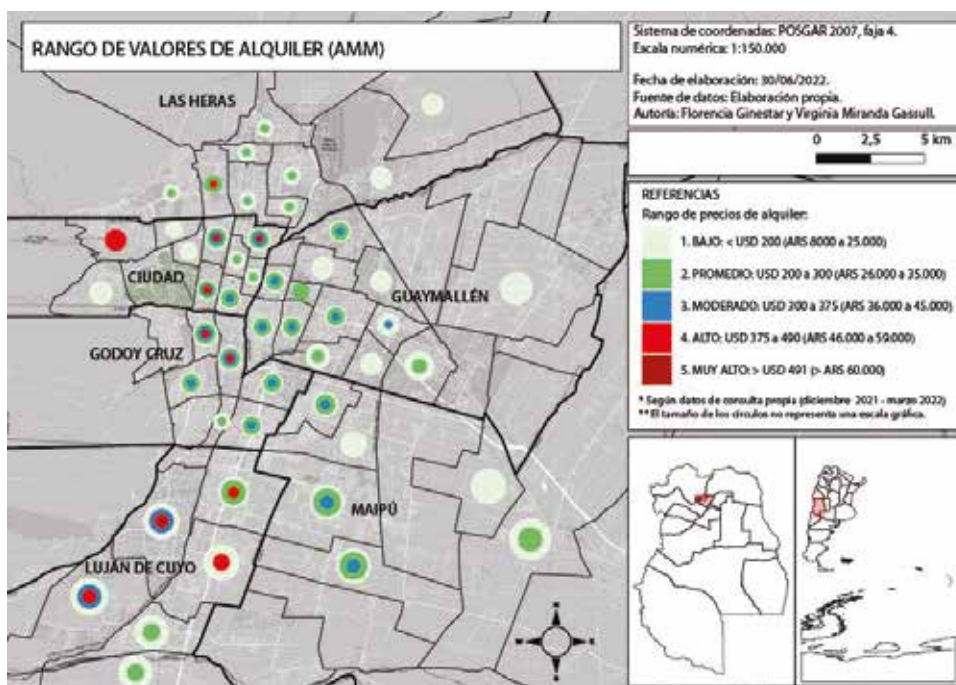 RANGO DE VALORES DE ALQUILER (AMM)
Sistema de coordenadas: POSGAR 2007, faja 4.
Escala numérica: 1:150.000
Fecha de elaboración: 30/06/2022.
Fuente de datos: Elaboración propia.
Autoría: Florencia Ginestar y Virginia Miranda Gassull.
0 2,5 5 km
REFERENCIAS
Rango de precios de alquiler:
1. BAJO: < USD 200 (ARS 8000 a 25.000)
2. PROMEDIO: USD 200 a 300 (ARS 26.000 a 35.000)
3. MODERADO: USD 300 a 375 (ARS 36.000 a 45.000)
4. ALTO: USD 375 a 490 (ARS 46.000 a 59.000)
5. MUY ALTO: > USD 491 (> ARS 60.000)
* Según datos de consulta propia (diciembre 2021 - marzo 2022)
** El tamaño de los círculos no representa una escala gráfica.
LAS HERAS
CIUDAD
GUAYMALLÉN
GODOY CRUZ
MAIPÚ
LUJÁN DE CUYO